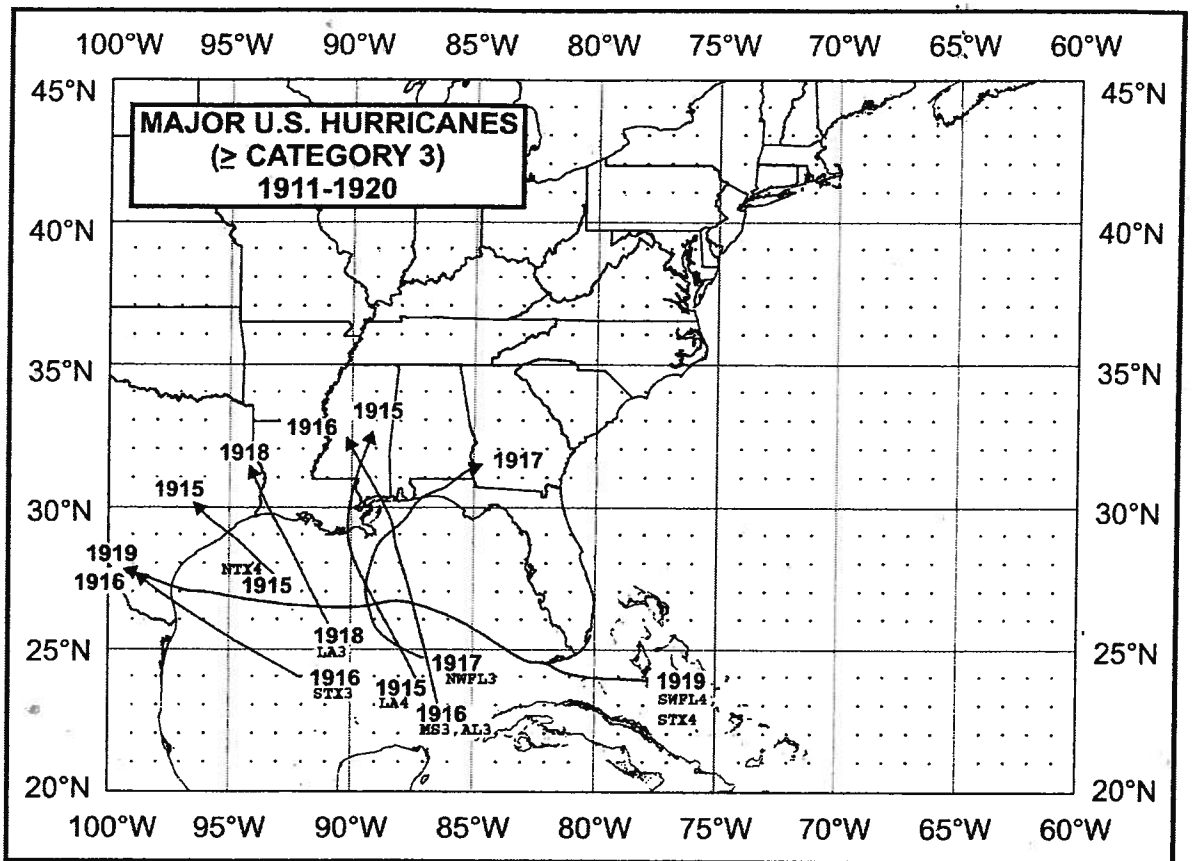 100°W 95°W 90°W 85°W 80°W 75°W 70°W 65°W 60°W
45°N 45°N
MAJOR U.S. HURRICANES
(≥ CATEGORY 3)
1911-1920
40°N 40°N
35°N 35°N
1915
1916
1918
1917
1915
30°N 30°N
1919
NTX4
1916
1915
1918
LA3
25°N 25°N
1917
NWFL3
1916
STX3
1915
LA4
1919
SWFL4
STX4
1916
MS3,AL3
20°N 20°N
100°W 95°W 90°W 85°W 80°W 75°W 70°W 65°W 60°W